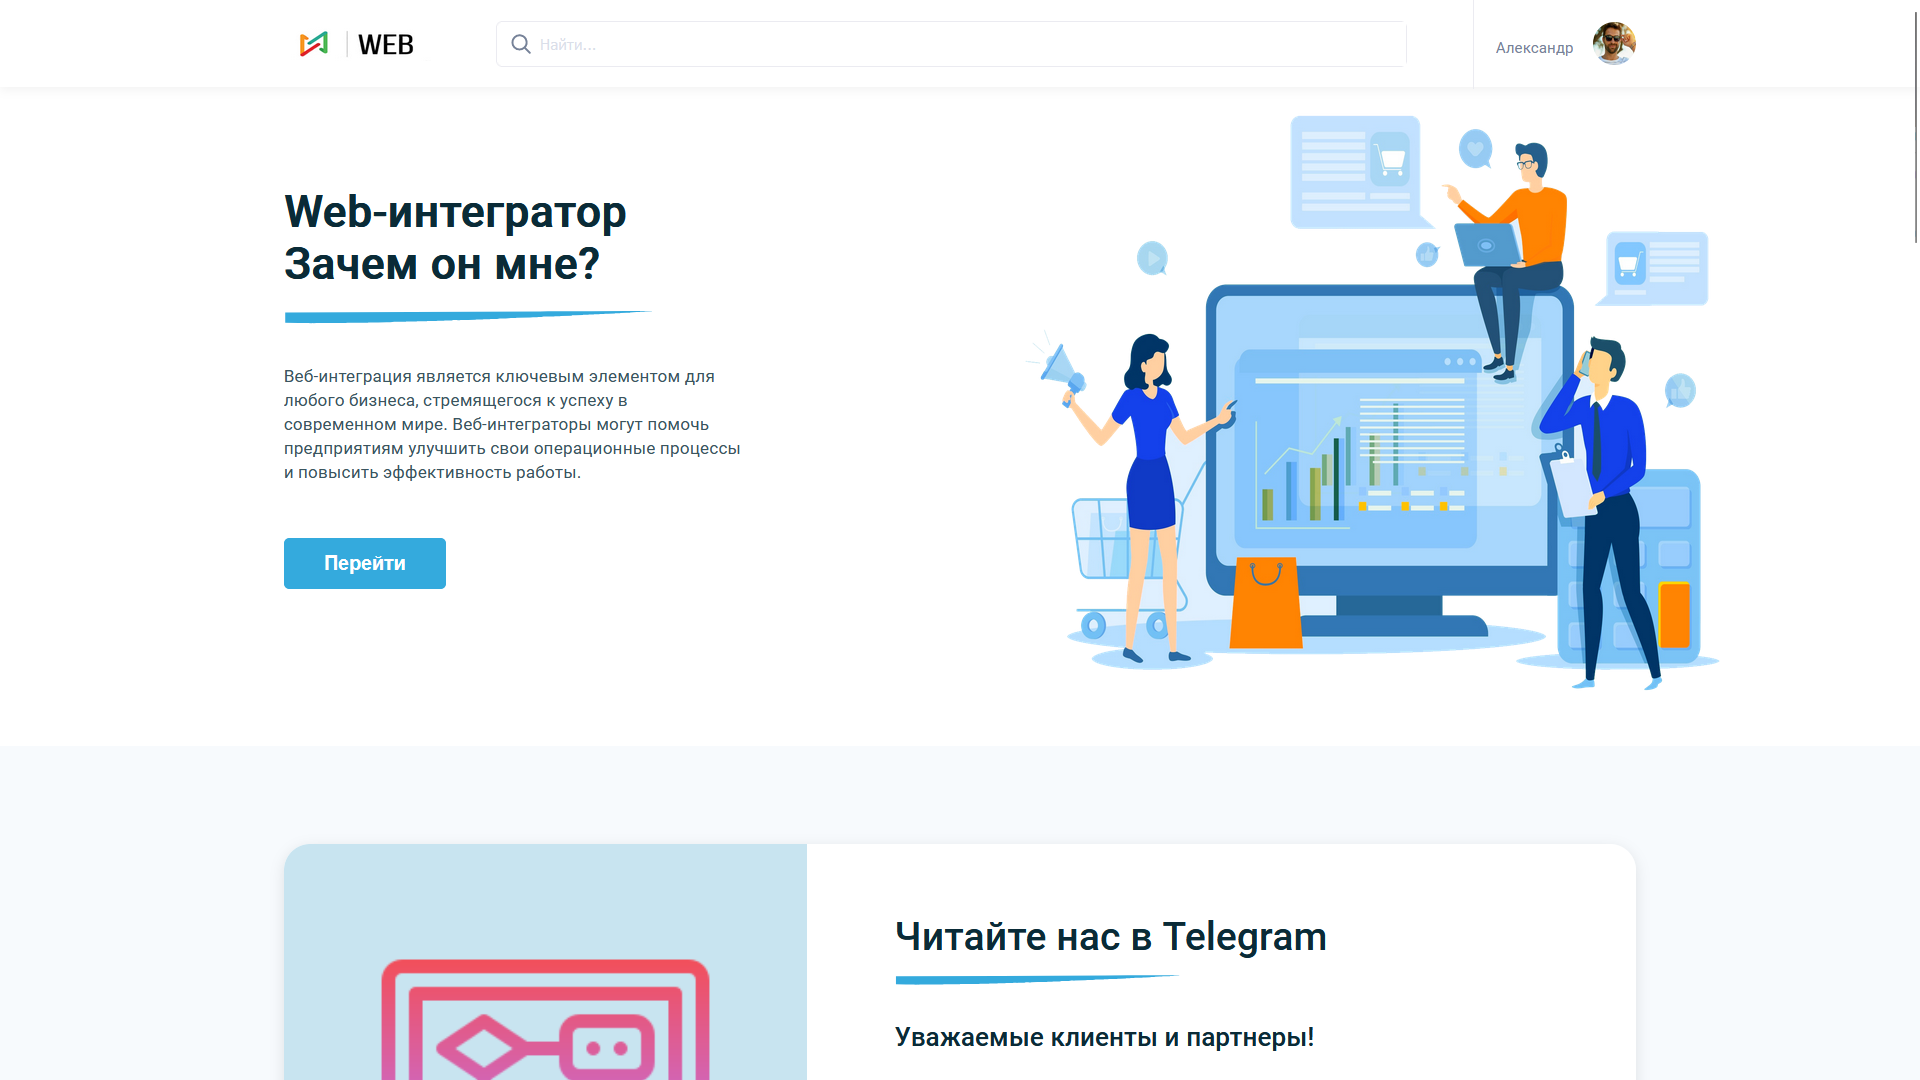 WEB
Найти...
Александр
Web-интегратор
Зачем он мне?
Веб-интеграция является ключевым элементом для
любого бизнеса, стремящегося к успеху в
современном мире. Веб-интеграторы могут помочь
предприятиям улучшить свои операционные процессы
и повысить эффективность работы.
Перейти
Читайте нас в Telegram
Уважаемые клиенты и партнеры!